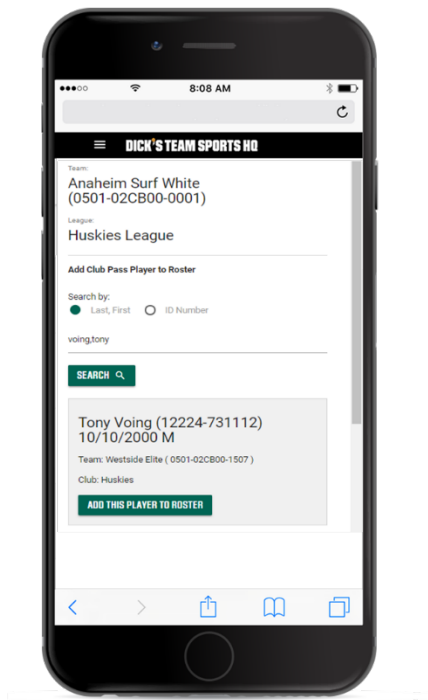 8:08 AM
DICK'S TEAM SPORTS HQ
Team:
Anaheim Surf White
(0501-02CB00-0001)
League:
Huskies League
Add Club Pass Player to Roster
Search by:
Last, First ID Number
voing,tony
SEARCH
Tony Voing (12224-731112)
10/10/2000 M
Team: Westside Elite ( 0501-02CB00-1507 )
Club: Huskies
ADD THIS PLAYER TO ROSTER